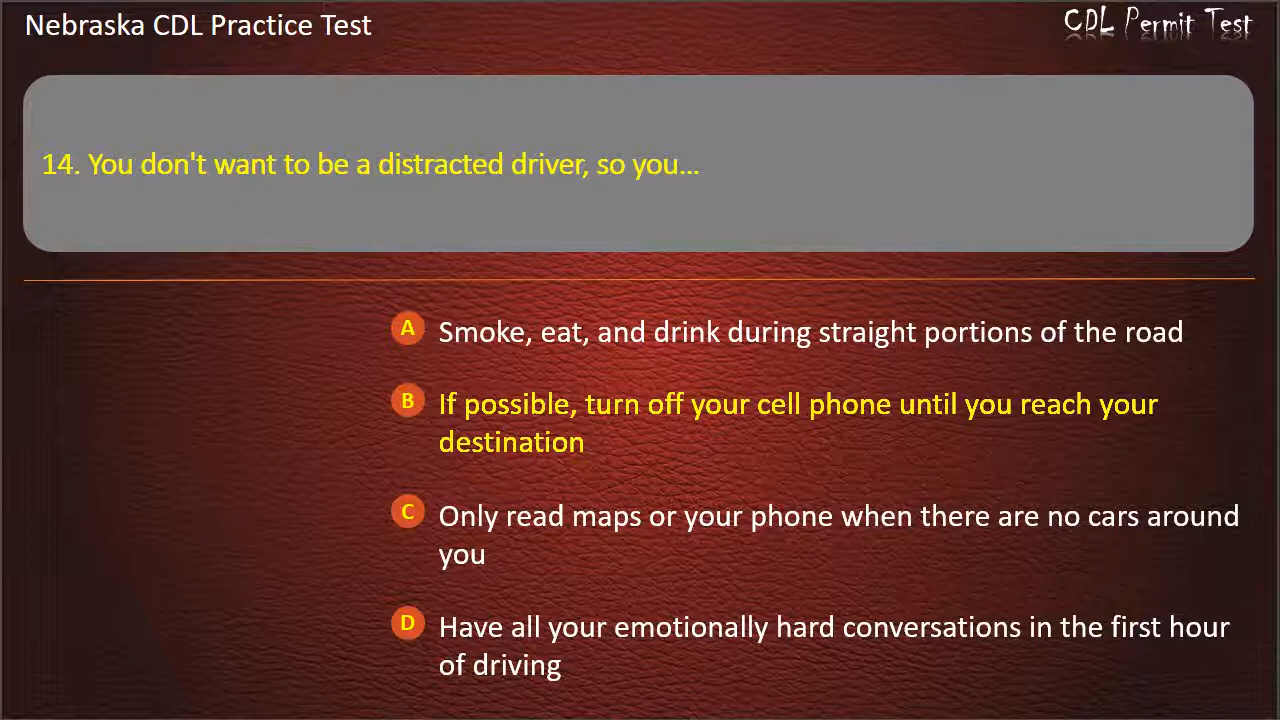 Nebraska CDL Practice Test
CDL Permit Test
14. You don't want to be a distracted driver, so you...
A Smoke, eat, and drink during straight portions of the road
B If possible, turn off your cell phone until you reach your
destination
C Only read maps or your phone when there are no cars around
you
D Have all your emotionally hard conversations in the first hour
of driving